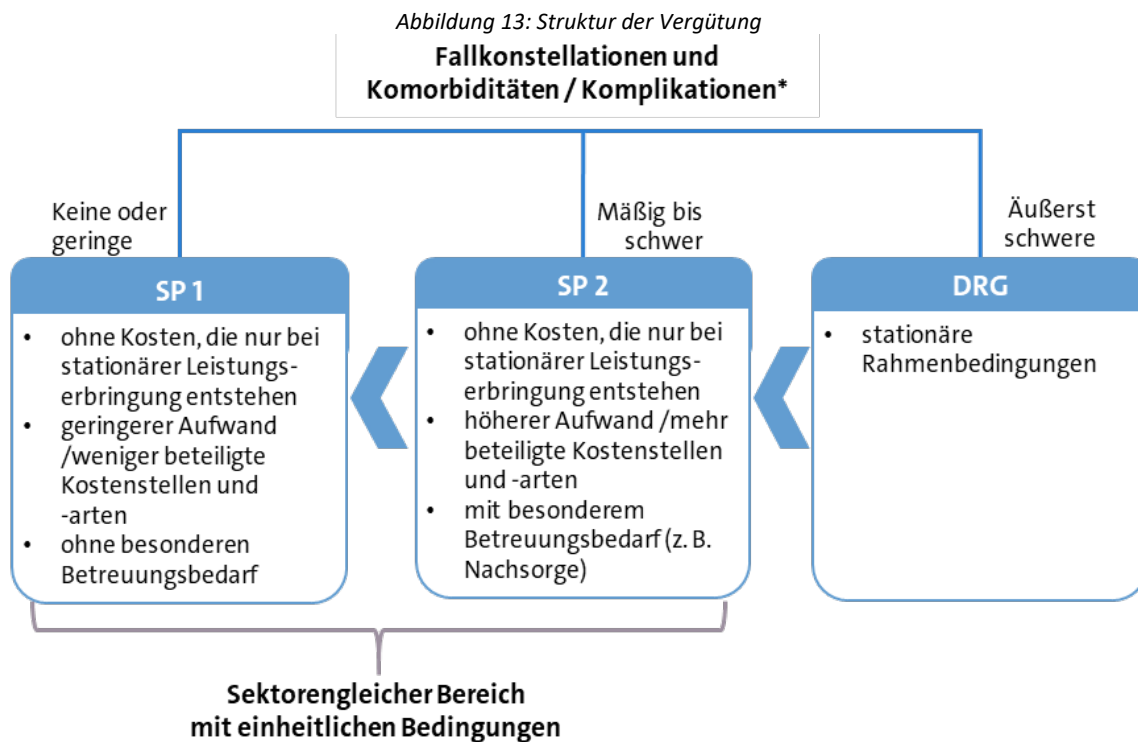 Abbildung 13: Struktur der Vergütung
Fallkonstellationen und
Komorbiditäten / Komplikationen*
Keine oder
geringe
Mäßig bis
schwer
Äußerst
schwere
SP 1
• ohne Kosten, die nur bei
stationärer Leistungs-
erbringung entstehen
• geringerer Aufwand
/weniger beteiligte
Kostenstellen und
-arten
• ohne besonderen
Betreuungsbedarf
SP 2
• ohne Kosten, die nur bei
stationärer Leistungs-
erbringung entstehen
• höherer Aufwand /mehr
beteiligte Kostenstellen
und -arten
• mit besonderem
Betreuungsbedarf (z. B.
Nachsorge)
DRG
• stationäre
Rahmenbedingungen
Sektorengleicher Bereich
mit einheitlichen Bedingungen